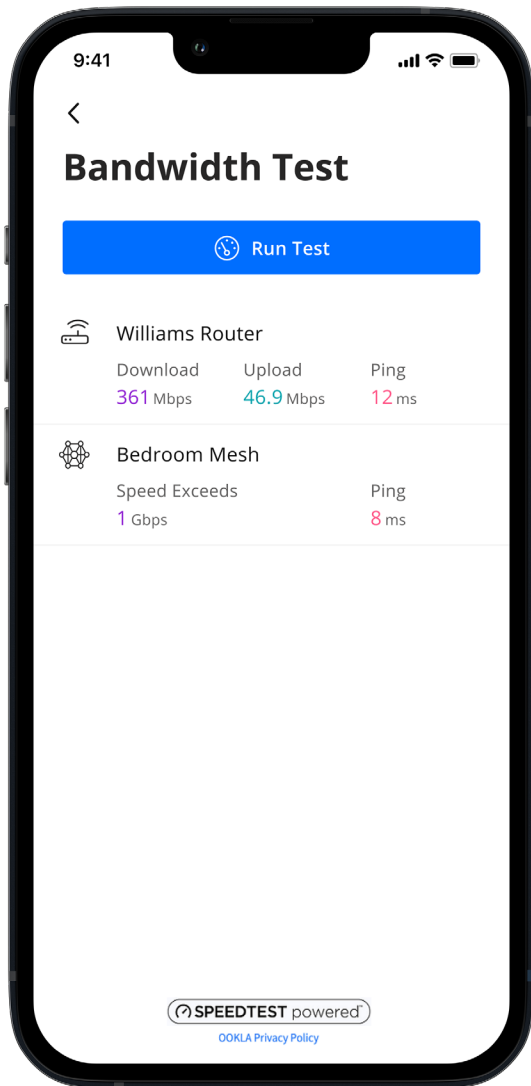 9:41
Bandwidth Test
Run Test
Williams Router
Download Upload Ping
361 Mbps 46.9 Mbps 12 ms
Bedroom Mesh
Speed Exceeds Ping
1 Gbps 8 ms
SPEEDTEST powered™
OOKLA Privacy Policy